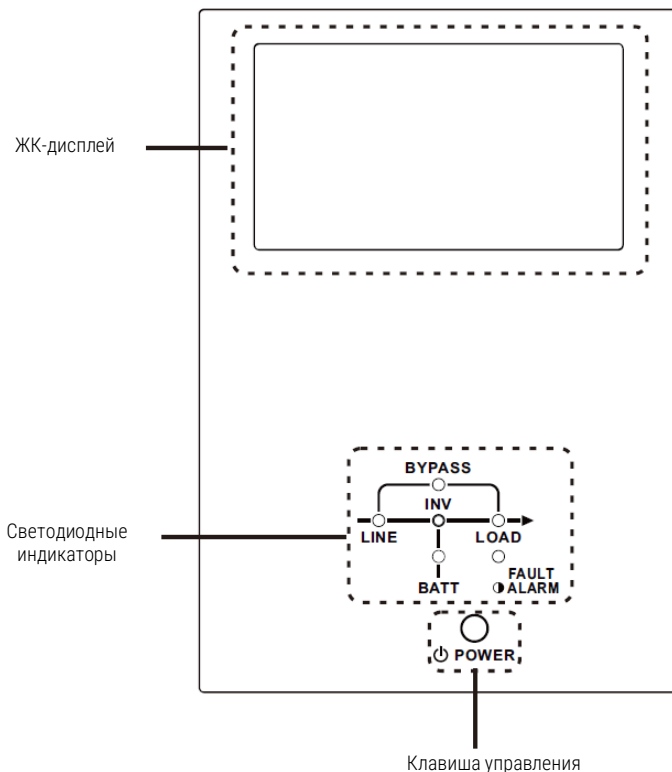 ЖК-дисплей
BYPASS
INV
LINE
LOAD
Светодиодные
индикаторы
BATT
FAULT
ALARM
POWER
Клавиша управления